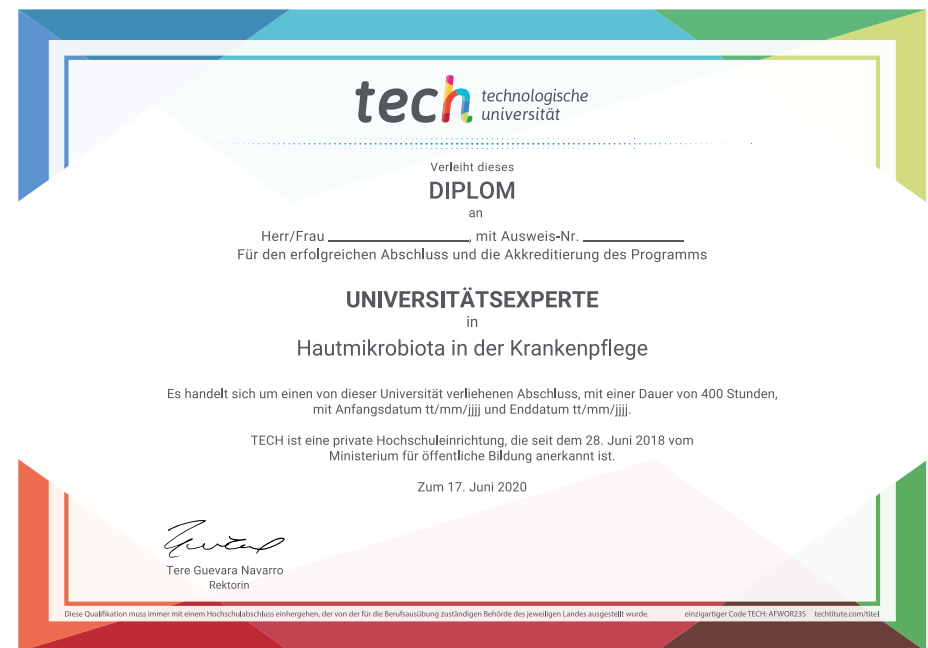 tech technologische
universität
Verleiht dieses
DIPLOM
an
Herr/Frau ____________, mit Ausweis-Nr. ____________
Für den erfolgreichen Abschluss und die Akkreditierung des Programms
UNIVERSITÄTSEXPERTE
in
Hautmikrobiota in der Krankenpflege
Es handelt sich um einen von dieser Universität verliehenen Abschluss, mit einer Dauer von 400 Stunden,
mit Anfangsdatum tt/mm/jjjj und Enddatum tt/mm/jjjj.
TECH ist eine private Hochschuleinrichtung, die seit dem 28. Juni 2018 vom
Ministerium für öffentliche Bildung anerkannt ist.
Zum 17. Juni 2020
Tere Guevara Navarro
Rektorin
Diese Qualifikation muss immer mit einem Hochschulabschluss einhergehen, der von der für die Berufsausübung zuständigen Behörde des jeweiligen Landes ausgestellt wurde. einzigartiger Code TECH: AFWOR23S techtitute.com/titel